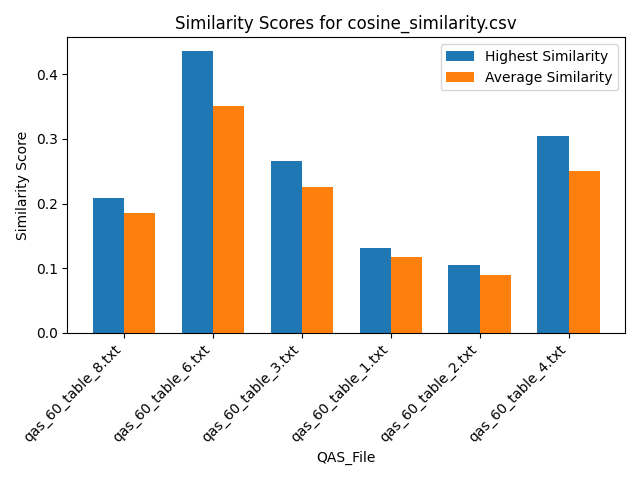 Similarity Scores for cosine_similarity.csv
Highest Similarity
Average Similarity
Similarity Score
0.4
0.3
0.2
0.1
0.0
qas_60_table_8.txt
qas_60_table_6.txt
qas_60_table_3.txt
qas_60_table_1.txt
qas_60_table_2.txt
qas_60_table_4.txt
QAS_File